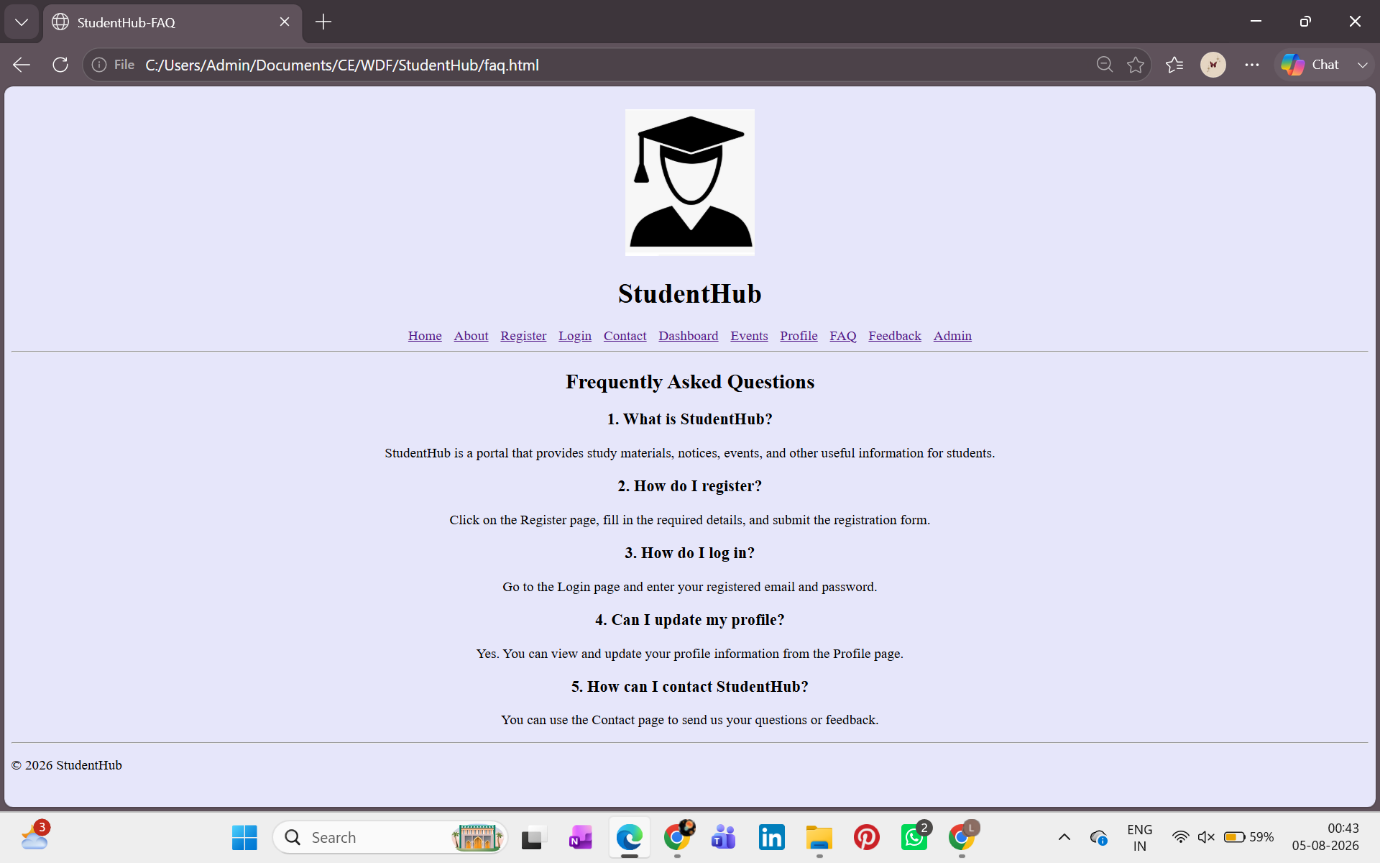 StudentHub-FAQ
File C:/Users/Admin/Documents/CE/WDF/StudentHub/faq.html
Chat
StudentHub
Home About Register Login Contact Dashboard Events Profile FAQ Feedback Admin
Frequently Asked Questions
1. What is StudentHub?
StudentHub is a portal that provides study materials, notices, events, and other useful information for students.
2. How do I register?
Click on the Register page, fill in the required details, and submit the registration form.
3. How do I log in?
Go to the Login page and enter your registered email and password.
4. Can I update my profile?
Yes. You can view and update your profile information from the Profile page.
5. How can I contact StudentHub?
You can use the Contact page to send us your questions or feedback.
© 2026 StudentHub
3
Search
N
T
in
2
L
ENG
IN
59%
00:43
05-08-2026